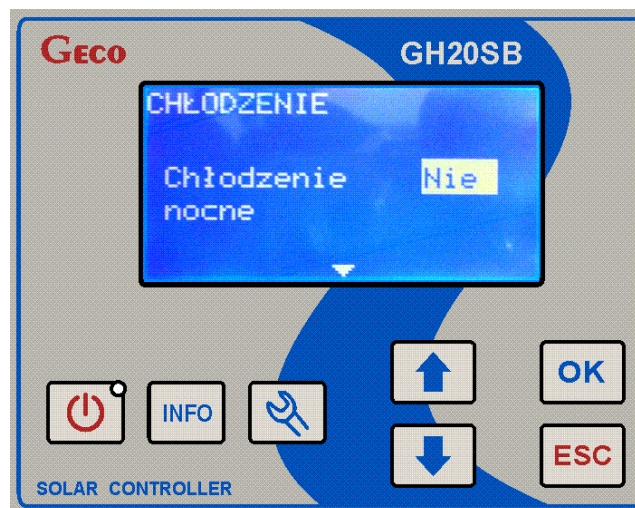 GECO
GH20SB
CHŁODZENIE
Chłodzenie Nie
nocne
OK
INFO
ESC
SOLAR CONTROLLER